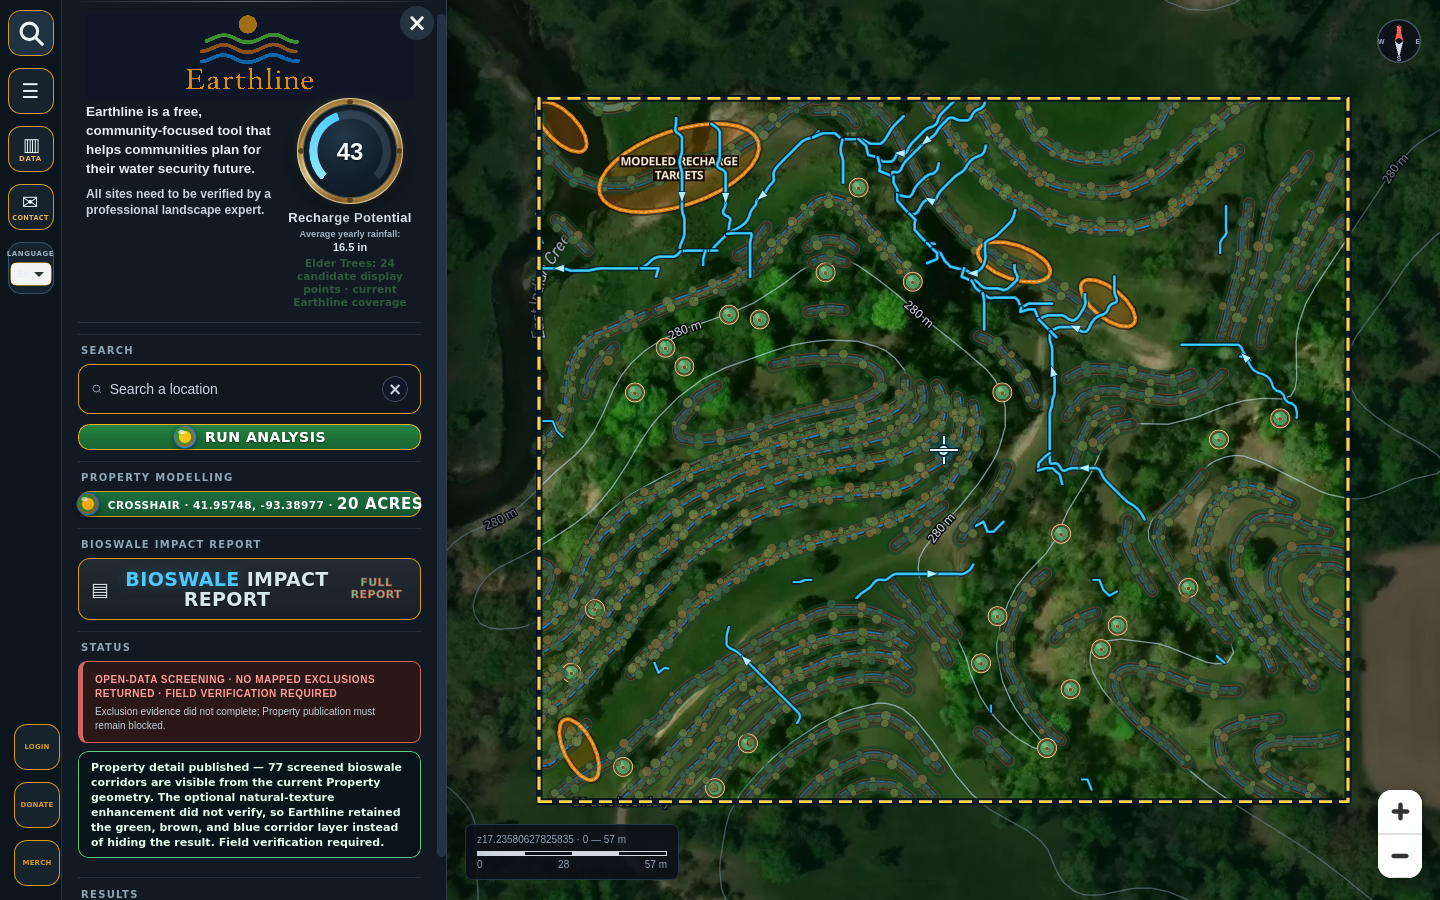 DATA
CONTACT
LANGUAGE
LOGIN
DONATE
MERCH
Earthline
Earthline is a free,
community-focused tool that
helps communities plan for
their water security future.
All sites need to be verified by a
professional landscape expert.
43
Recharge Potential
Average yearly rainfall:
16.5 in
Elder Trees: 24
candidate display
points · current
Earthline coverage
SEARCH
Search a location
RUN ANALYSIS
PROPERTY MODELLING
CROSSHAIR · 41.95748, -93.38977 · 20 ACRES
BIOSWALE IMPACT REPORT
BIOSWALE IMPACT
REPORT
FULL
REPORT
STATUS
OPEN-DATA SCREENING · NO MAPPED EXCLUSIONS
RETURNED · FIELD VERIFICATION REQUIRED
Exclusion evidence did not complete; Property publication must
remain blocked.
Property detail published — 77 screened bioswale
corridors are visible from the current Property
geometry. The optional natural-texture
enhancement did not verify, so Earthline retained
the green, brown, and blue corridor layer instead
of hiding the result. Field verification required.
RESULTS
MODELED RECHARGE
TARGETS
280 m
280 m
280 m
280 m
280 m
W
E
S
z17.23580627825835 · 0 — 57 m
0
28
57 m